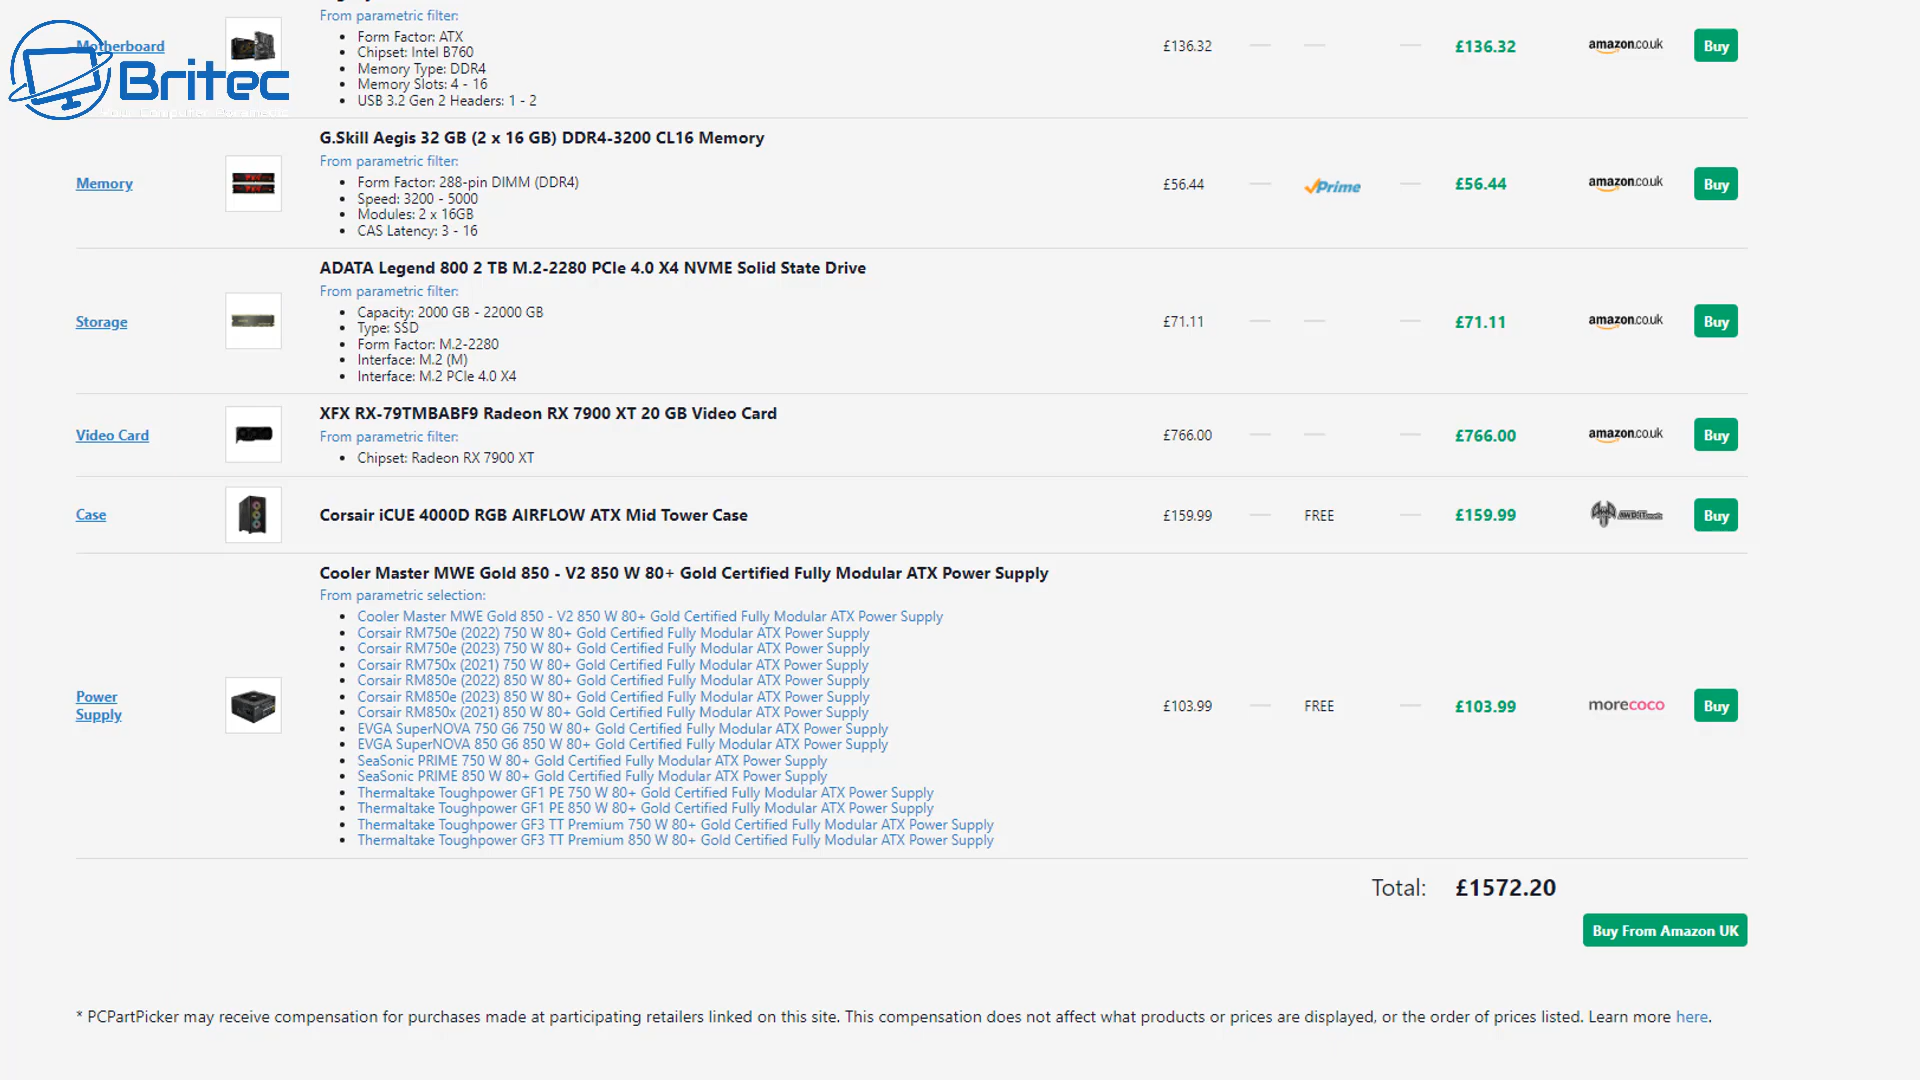 From parametric filter:
Motherboard
Form Factor: ATX
Chipset: Intel B760
Memory Type: DDR4
Memory Slots: 4 - 16
USB 3.2 Gen 2 Headers: 1 - 2
£136.32
£136.32
amazon.co.uk
Buy
Britec
G.Skill Aegis 32 GB (2 x 16 GB) DDR4-3200 CL16 Memory
From parametric filter:
Memory
Form Factor: 288-pin DIMM (DDR4)
Speed: 3200 - 5000
Modules: 2 x 16GB
CAS Latency: 3 - 16
£56.44
Prime
£56.44
amazon.co.uk
Buy
ADATA Legend 800 2 TB M.2-2280 PCIe 4.0 X4 NVME Solid State Drive
From parametric filter:
Storage
Capacity: 2000 GB - 22000 GB
Type: SSD
Form Factor: M.2-2280
Interface: M.2 (M)
Interface: M.2 PCIe 4.0 X4
£71.11
£71.11
amazon.co.uk
Buy
XFX RX-79TMBABF9 Radeon RX 7900 XT 20 GB Video Card
From parametric filter:
Video Card
Chipset: Radeon RX 7900 XT
£766.00
£766.00
amazon.co.uk
Buy
Case
Corsair iCUE 4000D RGB AIRFLOW ATX Mid Tower Case
£159.99
FREE
£159.99
Buy
Cooler Master MWE Gold 850 - V2 850 W 80+ Gold Certified Fully Modular ATX Power Supply
From parametric selection:
Power
Supply
Cooler Master MWE Gold 850 - V2 850 W 80+ Gold Certified Fully Modular ATX Power Supply
Corsair RM750e (2022) 750 W 80+ Gold Certified Fully Modular ATX Power Supply
Corsair RM750e (2023) 750 W 80+ Gold Certified Fully Modular ATX Power Supply
Corsair RM750x (2021) 750 W 80+ Gold Certified Fully Modular ATX Power Supply
Corsair RM850e (2022) 850 W 80+ Gold Certified Fully Modular ATX Power Supply
Corsair RM850e (2023) 850 W 80+ Gold Certified Fully Modular ATX Power Supply
Corsair RM850x (2021) 850 W 80+ Gold Certified Fully Modular ATX Power Supply
EVGA SuperNOVA 750 G6 750 W 80+ Gold Certified Fully Modular ATX Power Supply
EVGA SuperNOVA 850 G6 850 W 80+ Gold Certified Fully Modular ATX Power Supply
SeaSonic PRIME 750 W 80+ Gold Certified Fully Modular ATX Power Supply
SeaSonic PRIME 850 W 80+ Gold Certified Fully Modular ATX Power Supply
Thermaltake Toughpower GF1 PE 750 W 80+ Gold Certified Fully Modular ATX Power Supply
Thermaltake Toughpower GF1 PE 850 W 80+ Gold Certified Fully Modular ATX Power Supply
Thermaltake Toughpower GF3 TT Premium 750 W 80+ Gold Certified Fully Modular ATX Power Supply
Thermaltake Toughpower GF3 TT Premium 850 W 80+ Gold Certified Fully Modular ATX Power Supply
£103.99
FREE
£103.99
morecoco
Buy
Total: £1572.20
Buy From Amazon UK
* PCPartPicker may receive compensation for purchases made at participating retailers linked on this site. This compensation does not affect what products or prices are displayed, or the order of prices listed. Learn more here.